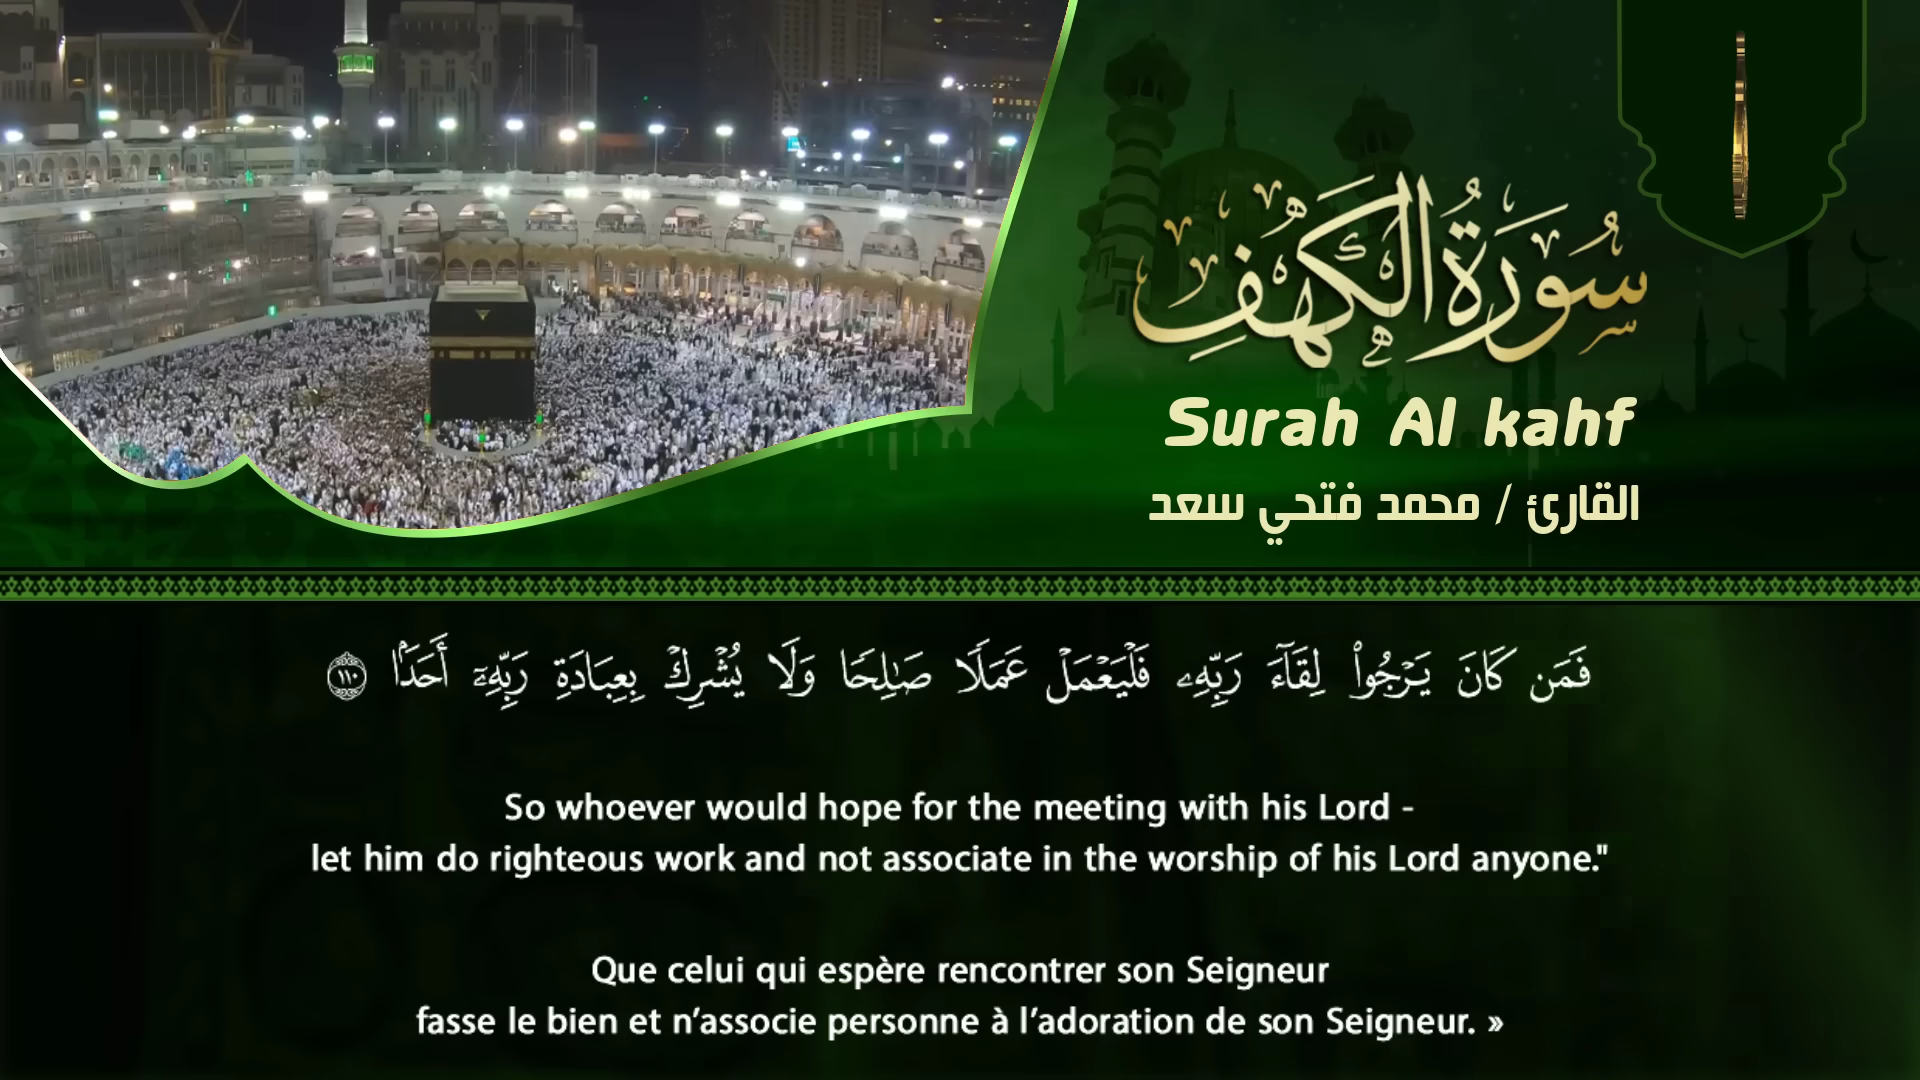 سُورَةُ الكَهْفِ
Surah Al kahf
القارئ / محمد فتحي سعد
فَمَن كَانَ يَرْجُوا۟ لِقَآءَ رَبِّهِۦ فَلْيَعْمَلْ عَمَلًا صَـٰلِحًا وَلَا يُشْرِكْ بِعِبَادَةِ رَبِّهِۦٓ أَحَدًۢا ١١٠
So whoever would hope for the meeting with his Lord -
let him do righteous work and not associate in the worship of his Lord anyone."
Que celui qui espère rencontrer son Seigneur
fasse le bien et n’associe personne à l’adoration de son Seigneur. »